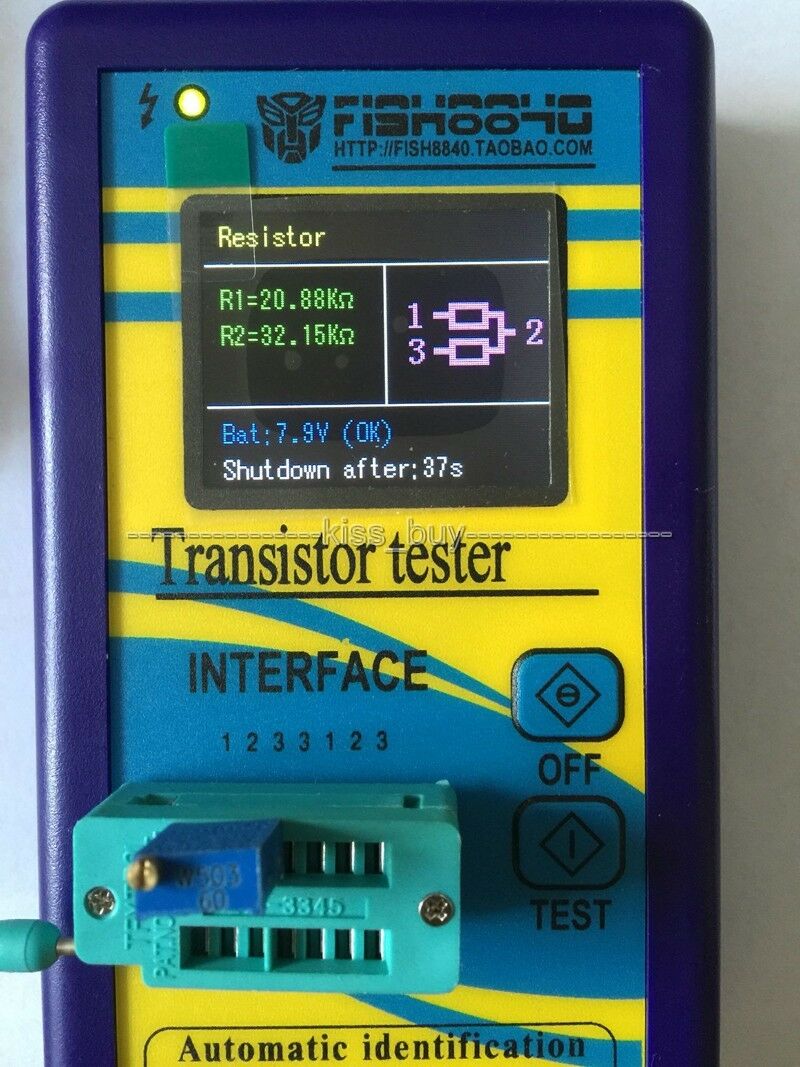 FISH8840
HTTP://FISH8840.TAOBAO.COM
Resistor
R1=20.88KΩ
R2=32.15KΩ
1
3
2
Bat:7.9V (OK)
Shutdown after:37s
kiss_buy
Transistor tester
INTERFACE
1 2 3 3 1 2 3
OFF
W503
3345
TEST
Automatic identification